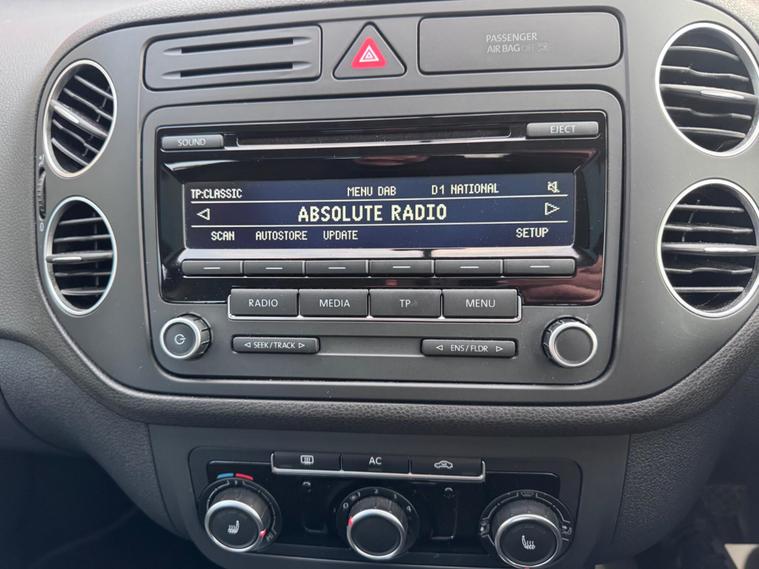 PASSENGER
AIR BAG OFF
SOUND
EJECT
TP:CLASSIC MENU DAB D1 NATIONAL
ABSOLUTE RADIO
SCAN AUTOSTORE UPDATE SETUP
RADIO MEDIA TP MENU
SEEK / TRACK ENS / FLDR
AC